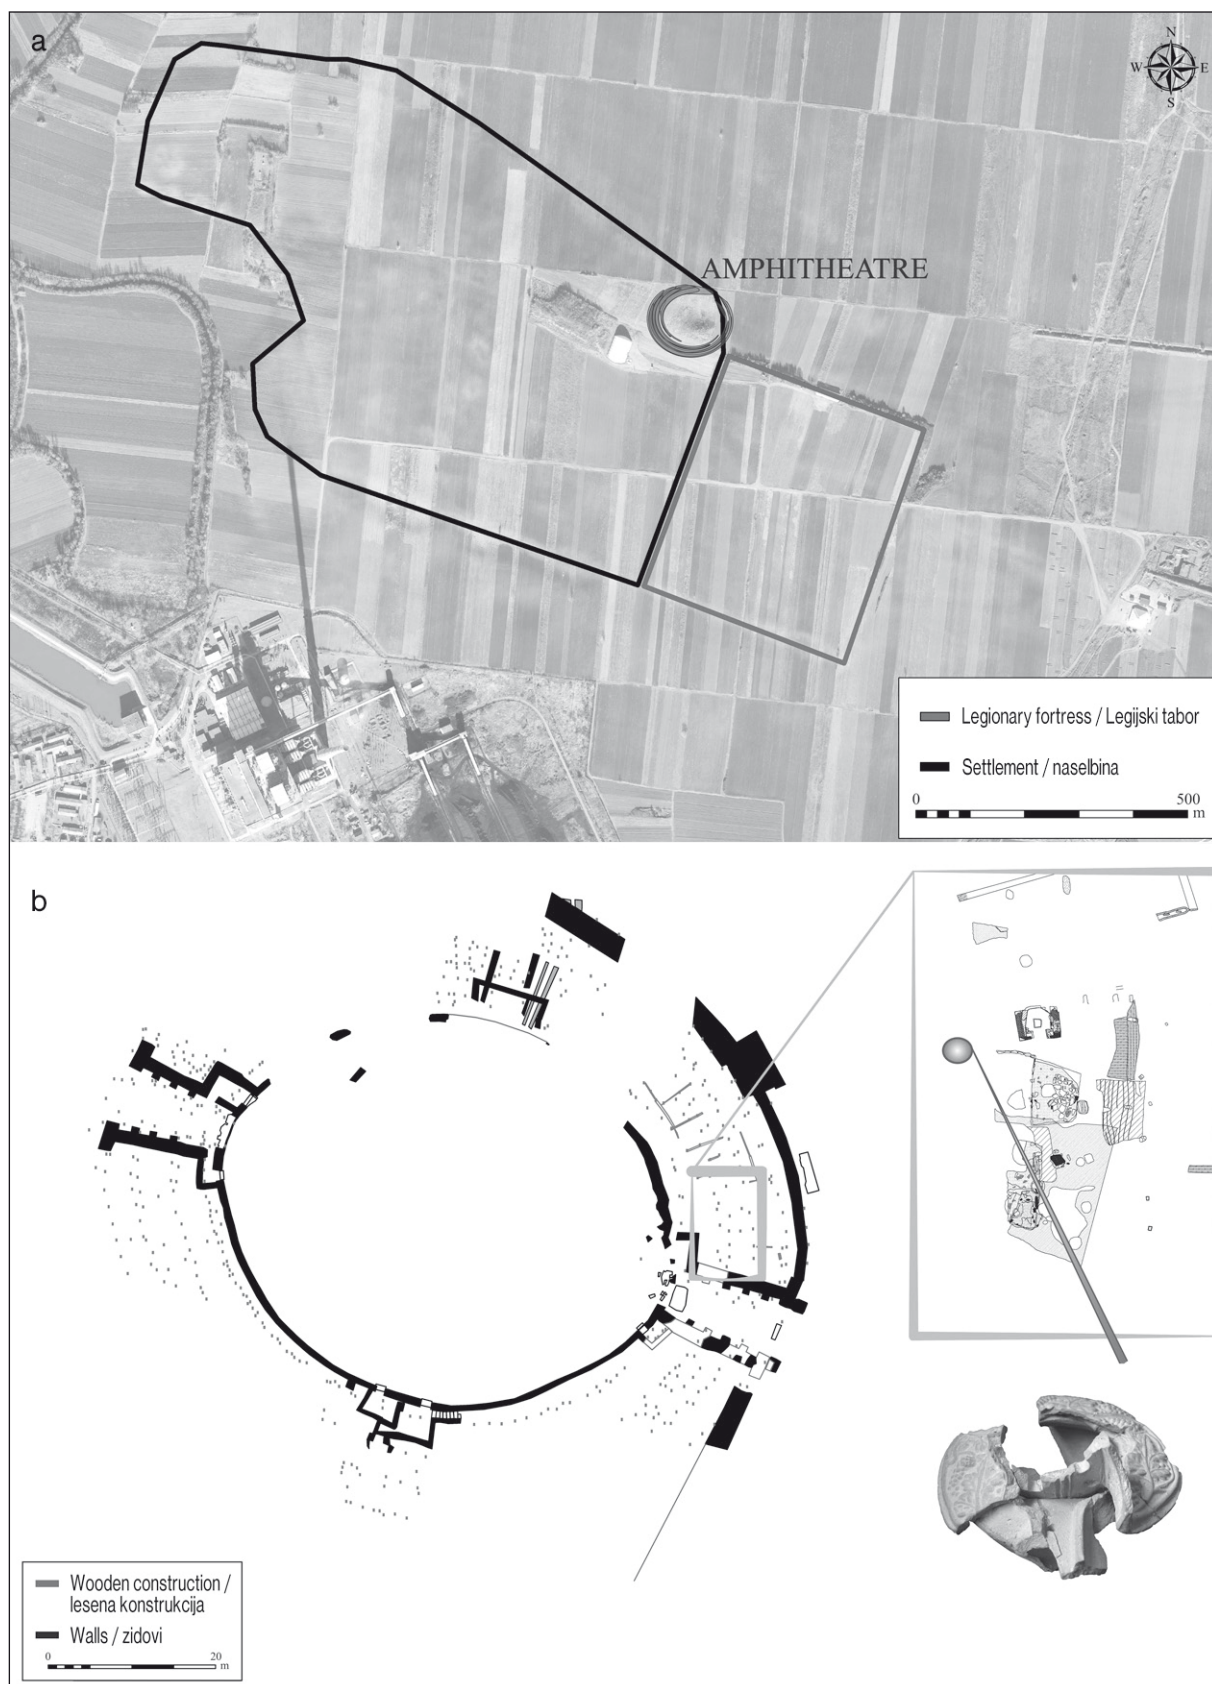 a
N
W E
S
AMPHITHEATRE
Legionary fortress / Legijski tabor
Settlement / naselbina
0 500
m
b
Wooden construction /
lesena konstrukcija
Walls / zidovi
0 20
m